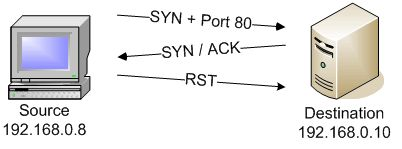 SYN + Port 80
SYN / ACK
RST
Source
192.168.0.8
Destination
192.168.0.10